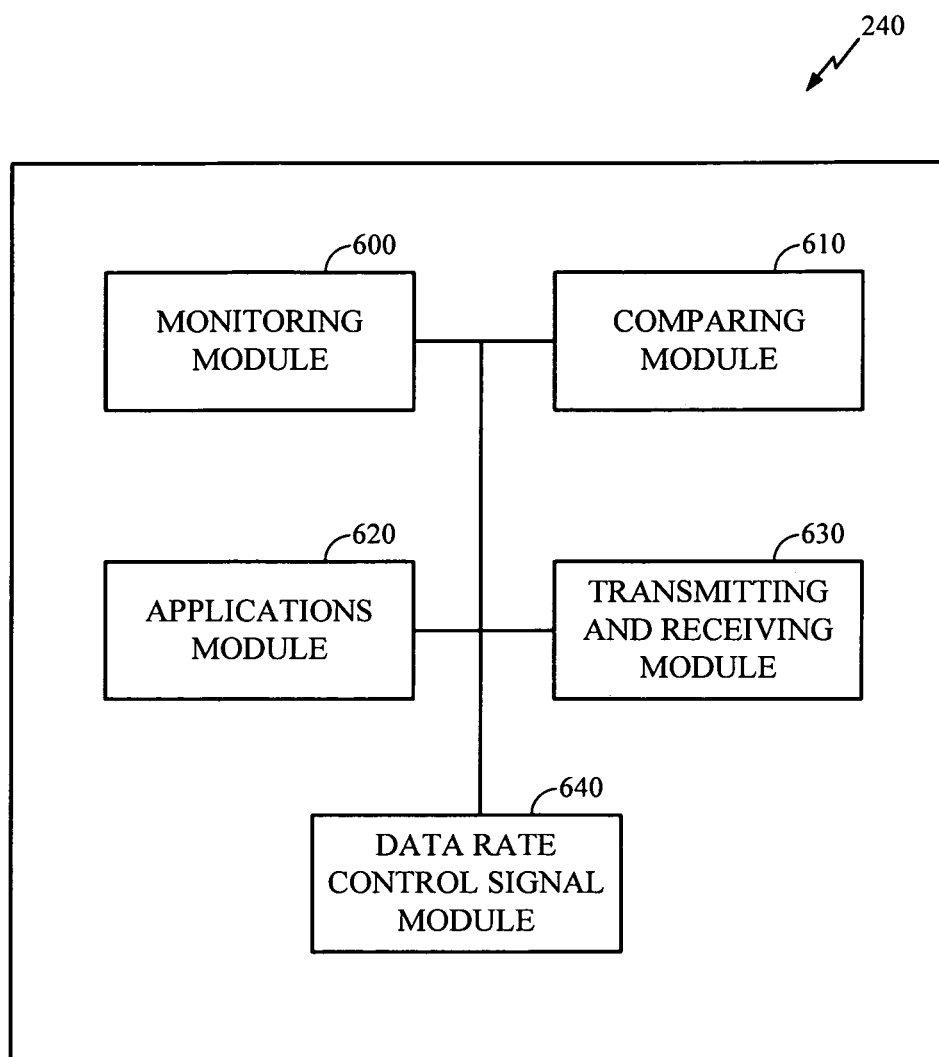 240
600
MONITORING
MODULE
610
COMPARING
MODULE
620
APPLICATIONS
MODULE
630
TRANSMITTING
AND RECEIVING
MODULE
640
DATA RATE
CONTROL SIGNAL
MODULE